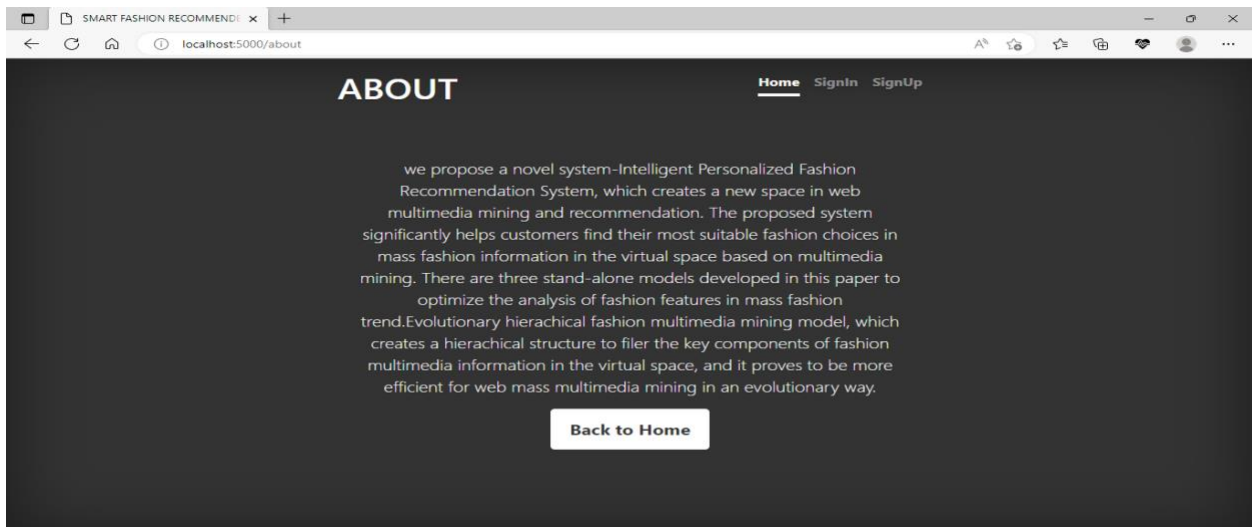 SMART FASHION RECOMMENDE
localhost:5000/about
ABOUT
Home SignIn SignUp
we propose a novel system-Intelligent Personalized Fashion
Recommendation System, which creates a new space in web
multimedia mining and recommendation. The proposed system
significantly helps customers find their most suitable fashion choices in
mass fashion information in the virtual space based on multimedia
mining. There are three stand-alone models developed in this paper to
optimize the analysis of fashion features in mass fashion
trend.Evolutionary hierachical fashion multimedia mining model, which
creates a hierachical structure to filer the key components of fashion
multimedia information in the virtual space, and it proves to be more
efficient for web mass multimedia mining in an evolutionary way.
Back to Home